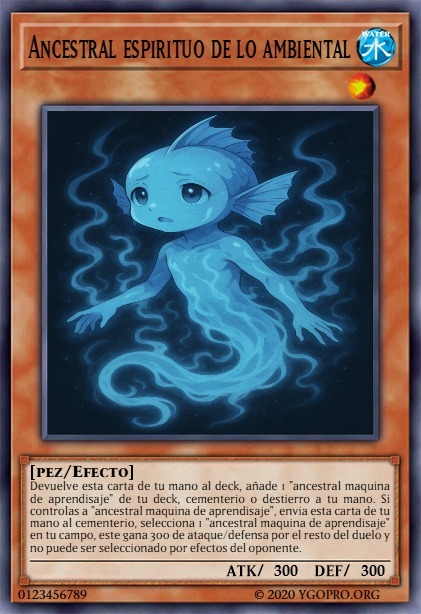 Ancestral espirituo de lo ambiental
WATER
水
[pez/Efecto]
Devuelve esta carta de tu mano al deck, añade 1 "ancestral maquina
de aprendisaje" de tu deck, cementerio o destierro a tu mano. Si
controlas a "ancestral maquina de aprendisaje", envia esta carta de tu
mano al cementerio, selecciona 1 "ancestral maquina de aprendisaje"
en tu campo, este gana 300 de ataque/defensa por el resto del duelo y
no puede ser seleccionado por efectos del oponente.
ATK/ 300 DEF/ 300
0123456789 © 2020 YGOPRO.ORG